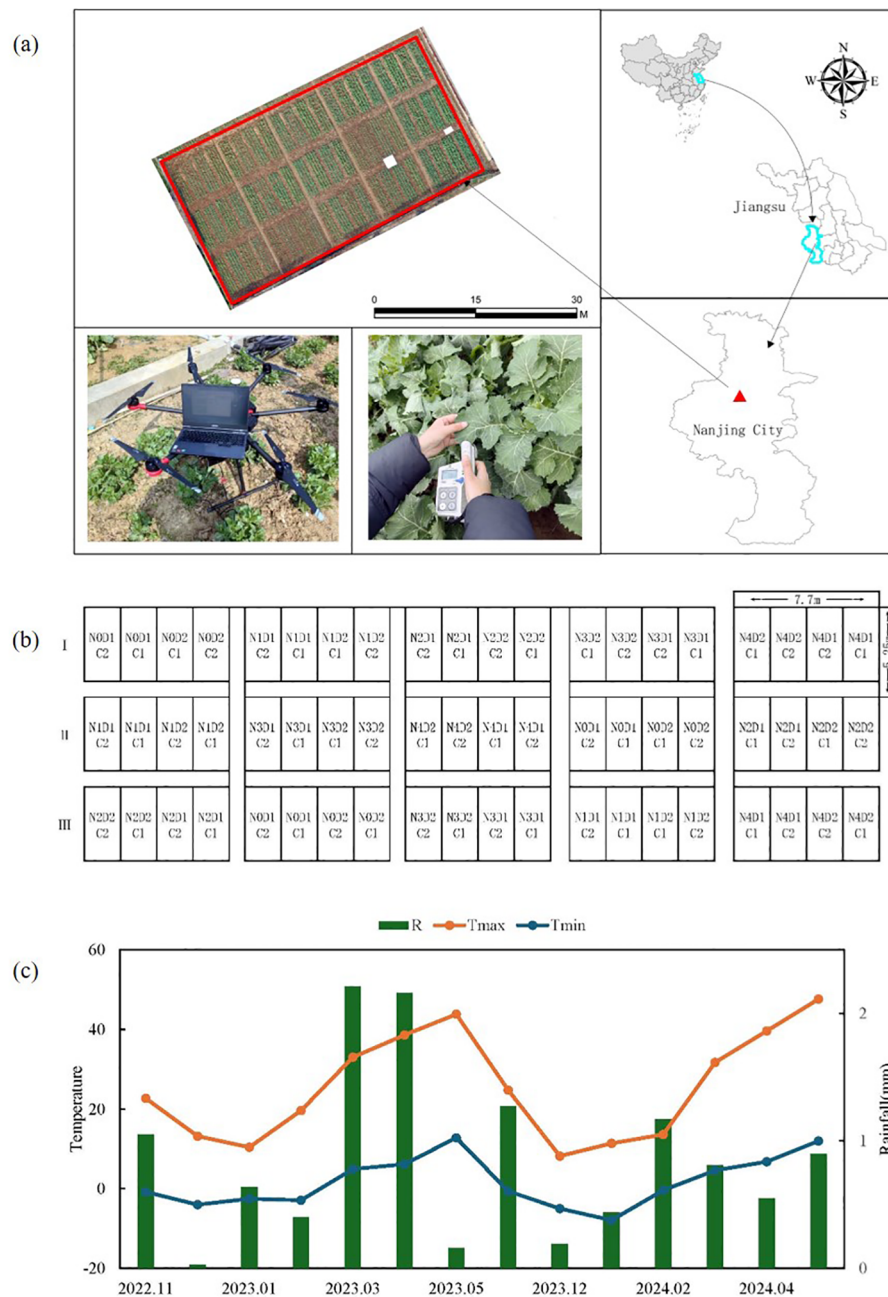 (a)
N
W E
S
Jiangsu
0 15 30
M
Nanjing City
(b)
7.7m
I
N0D1 N0D1 N0D2 N0D2 N1D1 N1D1 N1D2 N1D2 N2D1 N2D1 N2D2 N2D2 N3D2 N3D2 N3D1 N3D1 N4D2 N4D2 N4D1 N4D1
C2 C1 C1 C2 C2 C1 C1 C2 C2 C1 C1 C2 C1 C2 C2 C1 C1 C2 C2 C1
II
N1D1 N1D1 N1D2 N1D2 N3D1 N3D1 N3D2 N3D2 N4D2 N4D2 N4D1 N4D1 N0D1 N0D1 N0D2 N0D2 N2D1 N2D1 N2D2 N2D2
C2 C1 C2 C1 C2 C1 C1 C2 C1 C2 C1 C2 C2 C1 C1 C2 C1 C2 C1 C2
III
N2D2 N2D2 N2D1 N2D1 N0D1 N0D1 N0D2 N0D2 N3D2 N3D2 N3D1 N3D1 N1D1 N1D1 N1D2 N1D2 N4D1 N4D1 N4D2 N4D2
C2 C1 C2 C1 C2 C1 C2 C1 C2 C1 C2 C1 C2 C1 C1 C2 C1 C2 C2 C1
(c)
R Tmax Tmin
60
40
20
0
-20
Temperature
2
1
0
Rainfall(mm)
2022.11 2023.01 2023.03 2023.05 2023.12 2024.02 2024.04